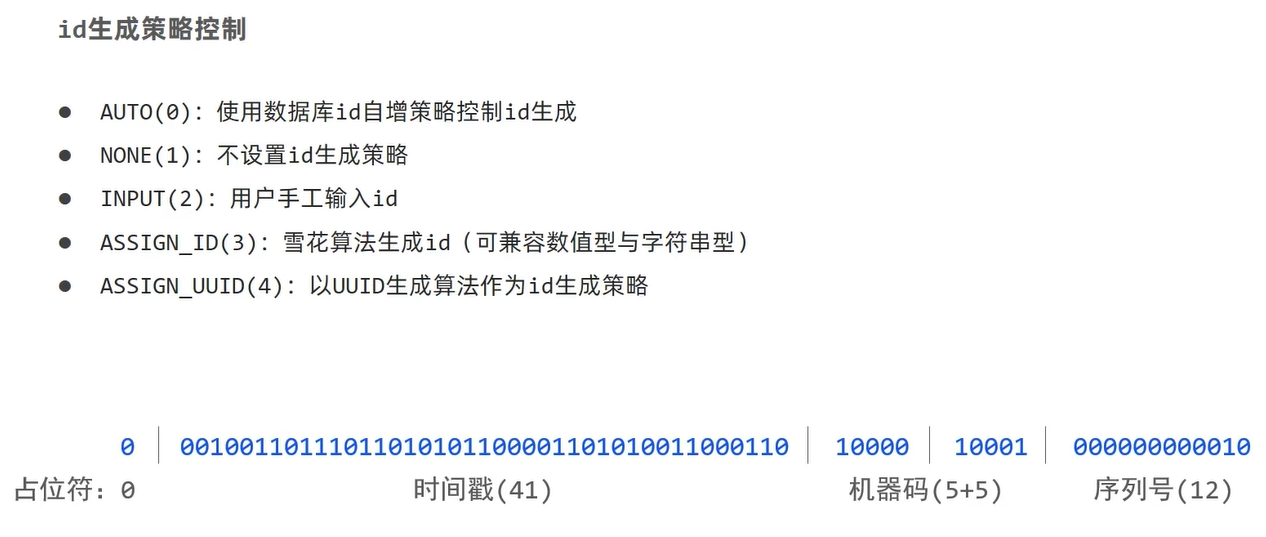 id生成策略控制
● AUTO(0)：使用数据库id自增策略控制id生成
● NONE(1)：不设置id生成策略
● INPUT(2)：用户手工输入id
● ASSIGN_ID(3)：雪花算法生成id（可兼容数值型与字符串型）
● ASSIGN_UUID(4)：以UUID生成算法作为id生成策略
0 | 00100110111011010101100001101010011000110 | 10000 | 10001 | 000000000010
占位符：0 时间戳(41) 机器码(5+5) 序列号(12)